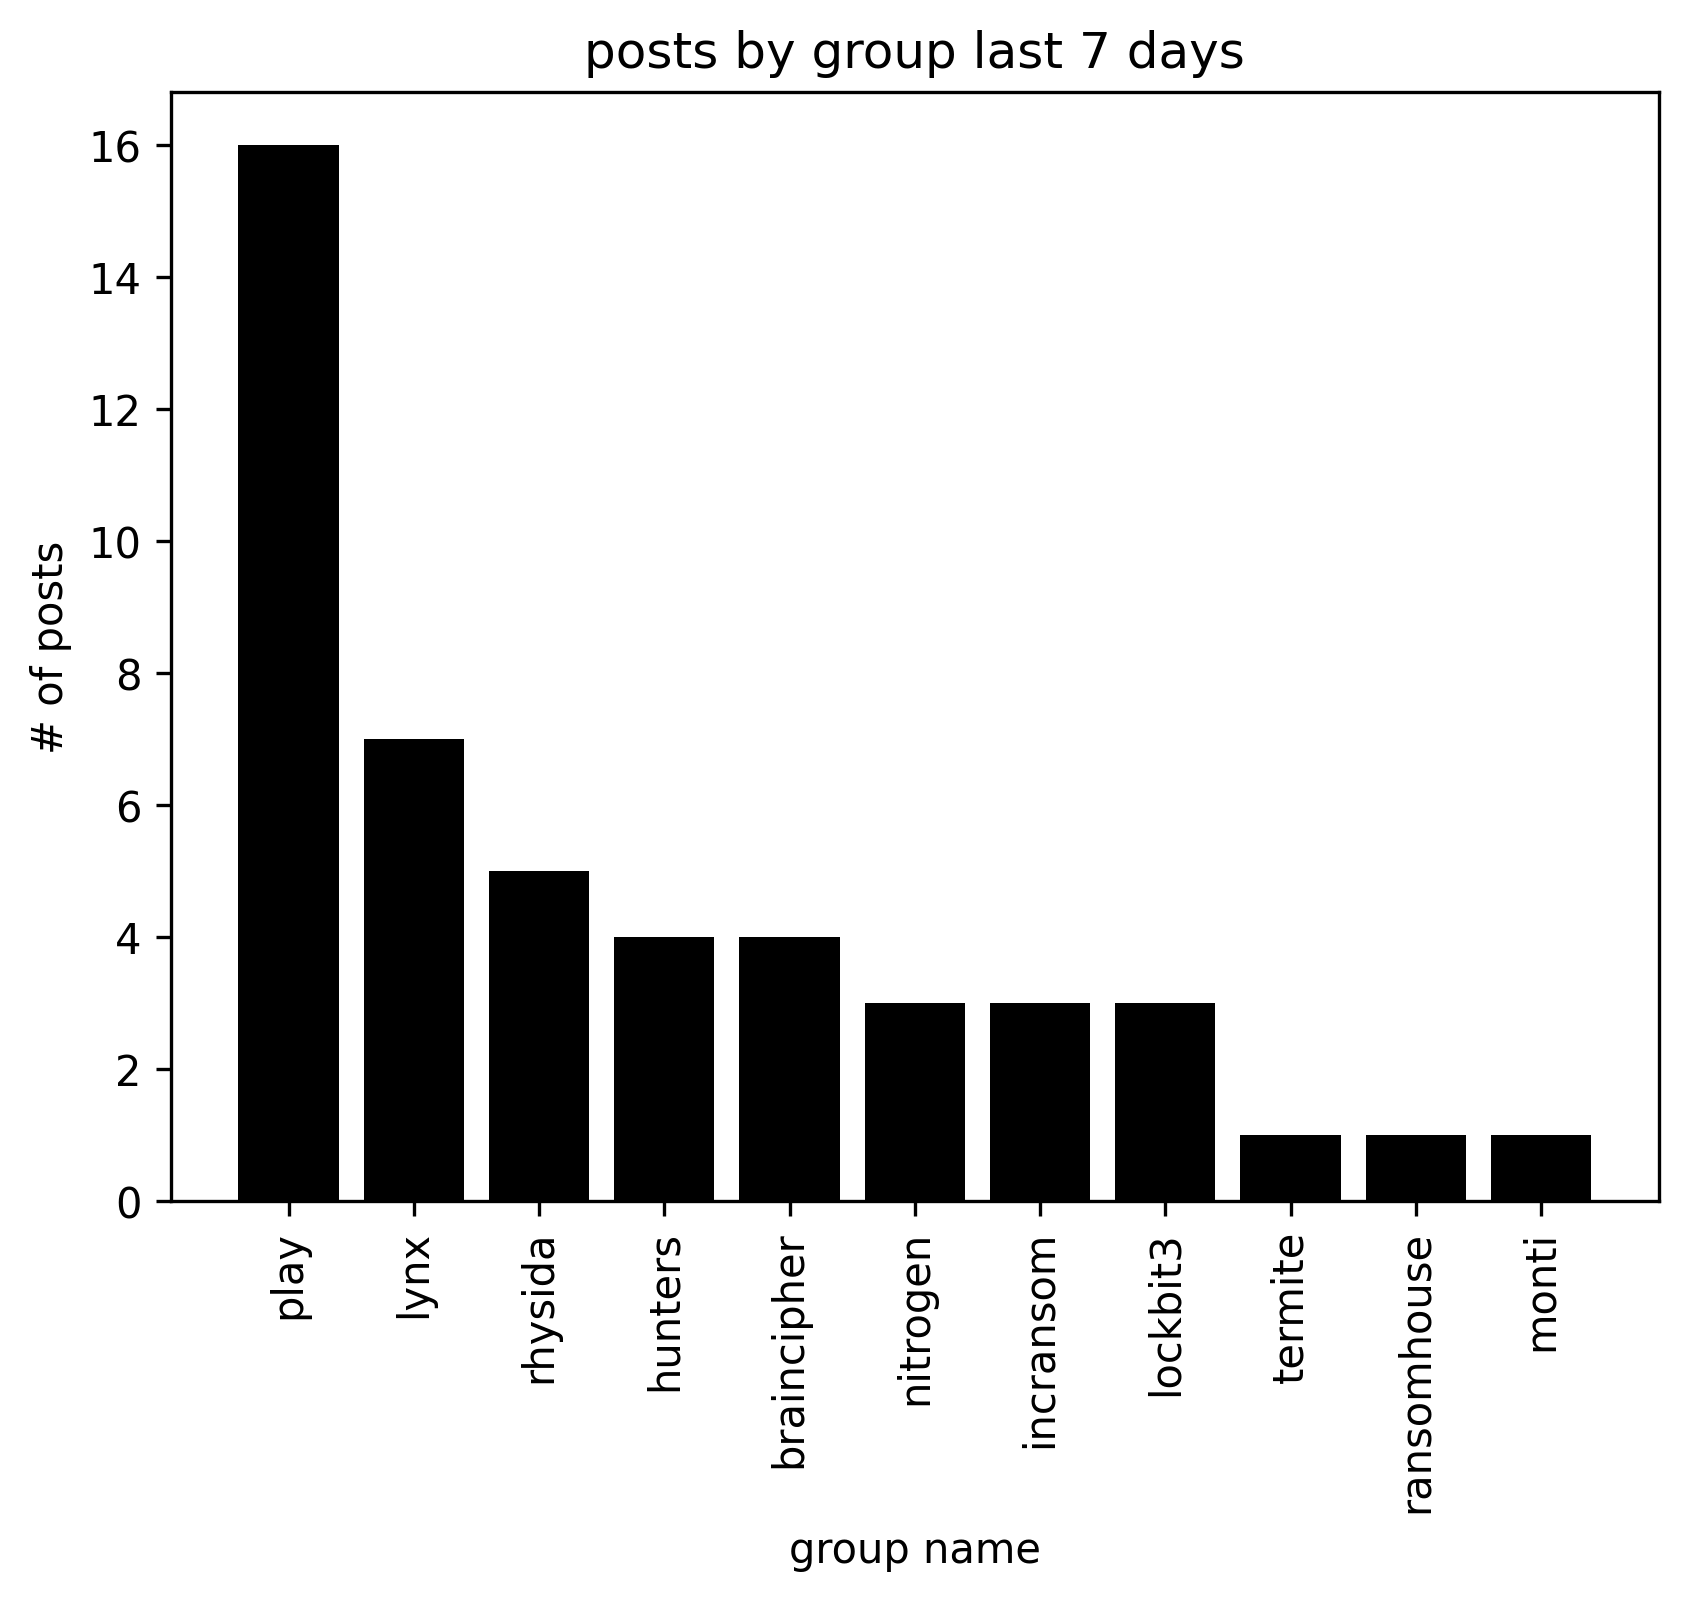 posts by group last 7 days
# of posts
16
14
12
10
8
6
4
2
0
play
lynx
rhysida
hunters
braincipher
nitrogen
incransom
lockbit3
termite
ransomhouse
monti
group name